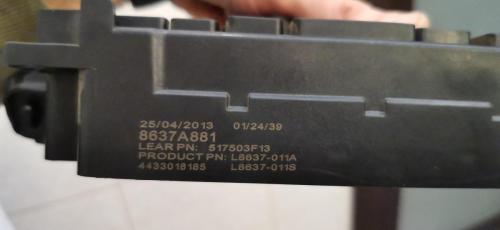 25/04/2013 01/24/39
8637A881
LEAR PN: 517503F13
PRODUCT PN: L8637-011A
4433018185 L8637-011S